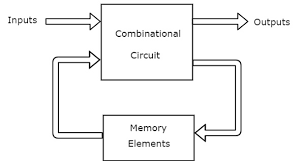 Inputs
Combinational
Circuit
Outputs
Memory
Elements